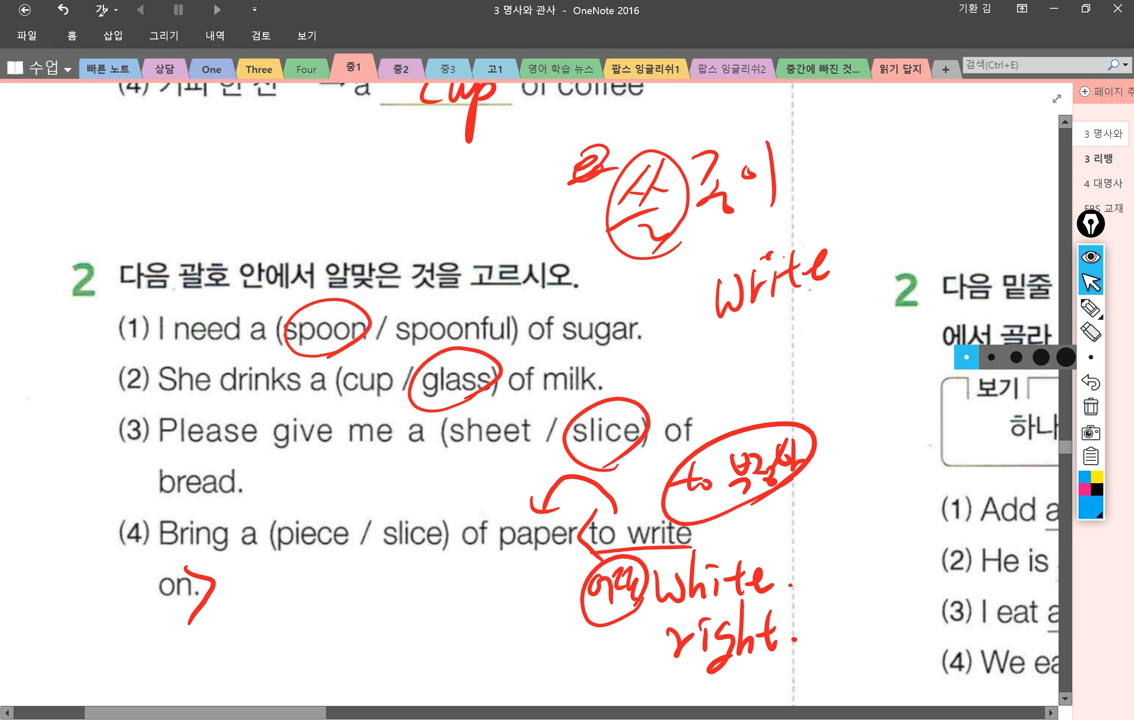 3 명사와 관사 - OneNote 2016
기환 김
파일 홈 삽입 그리기 내역 검토 보기
수업 빠른 노트 상담 One Three Four 중1 중2 중3 고1 영어 학습 뉴스 팝스 잉글리쉬1 팝스 잉글리쉬2 중간에 빠진 것... 읽기 답지 +
검색(Ctrl+E)
페이지 추
3 명사와
3 리뱅
4 대명사
EBS 교재
(4) 커피 한 잔 → a cup of coffee
write
2 다음 괄호 안에서 알맞은 것을 고르시오.
(1) I need a (spoon / spoonful) of sugar.
(2) She drinks a (cup / glass) of milk.
(3) Please give me a (sheet / slice) of
bread.
to 부정사
(4) Bring a (piece / slice) of paper to write
on.
white.
right.
2 다음 밑줄
에서 골라
보기
하나
(1) Add a
(2) He is
(3) I eat a
(4) We ea